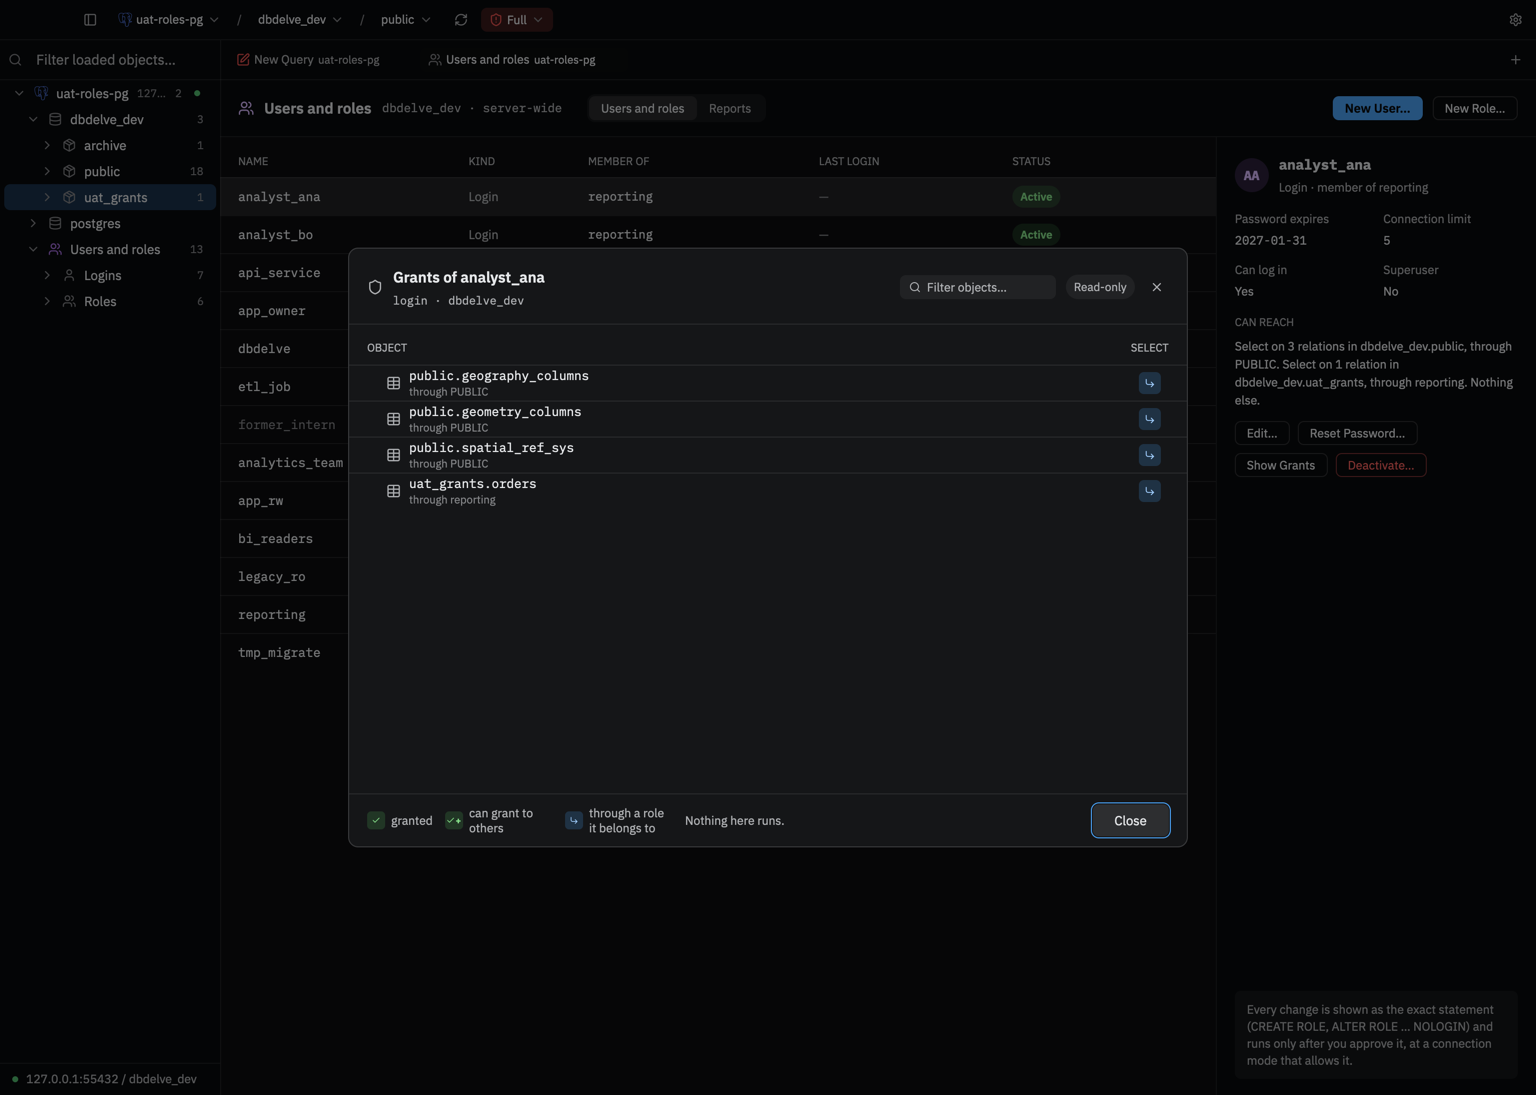 uat-roles-pg / dbdelve_dev / public Full
Filter loaded objects...
New Query uat-roles-pg
Users and roles uat-roles-pg
uat-roles-pg 127... 2
dbdelve_dev 3
archive 1
public 18
uat_grants 1
postgres
Users and roles 13
Logins 7
Roles 6
127.0.0.1:55432 / dbdelve_dev
Users and roles dbdelve_dev · server-wide
Users and roles
Reports
New User...
New Role...
NAME KIND MEMBER OF LAST LOGIN STATUS
analyst_ana Login reporting — Active
analyst_bo Login reporting — Active
api_service
app_owner
dbdelve
etl_job
former_intern
analytics_team
app_rw
bi_readers
legacy_ro
reporting
tmp_migrate
Grants of analyst_ana
login · dbdelve_dev
Filter objects...
Read-only
OBJECT SELECT
public.geography_columns
through PUBLIC
public.geometry_columns
through PUBLIC
public.spatial_ref_sys
through PUBLIC
uat_grants.orders
through reporting
granted
can grant to
others
through a role
it belongs to
Nothing here runs.
Close
AA
analyst_ana
Login · member of reporting
Password expires Connection limit
2027-01-31 5
Can log in Superuser
Yes No
CAN REACH
Select on 3 relations in dbdelve_dev.public, through
PUBLIC. Select on 1 relation in
dbdelve_dev.uat_grants, through reporting. Nothing
else.
Edit... Reset Password...
Show Grants Deactivate...
Every change is shown as the exact statement
(CREATE ROLE, ALTER ROLE ... NOLOGIN) and
runs only after you approve it, at a connection
mode that allows it.